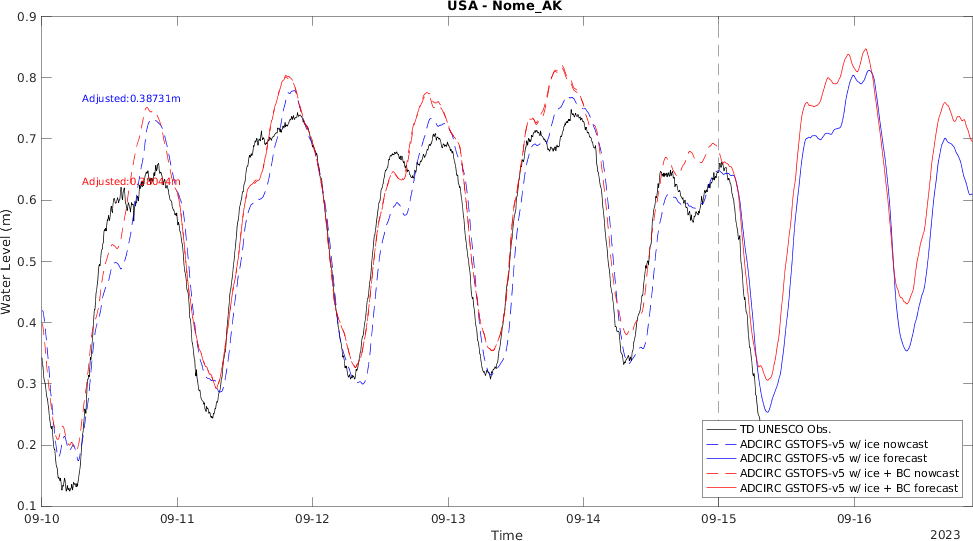 USA - Nome_AK
0.9
0.8
0.7
0.6
0.5
0.4
0.3
0.2
0.1
Water Level (m)
Adjusted:0.38731m
TD UNESCO Obs.
ADCIRC GSTOFS-v5 w/ ice nowcast
ADCIRC GSTOFS-v5 w/ ice forecast
ADCIRC GSTOFS-v5 w/ ice + BC nowcast
ADCIRC GSTOFS-v5 w/ ice + BC forecast
09-10 09-11 09-12 09-13 09-14 09-15 09-16
Time
2023